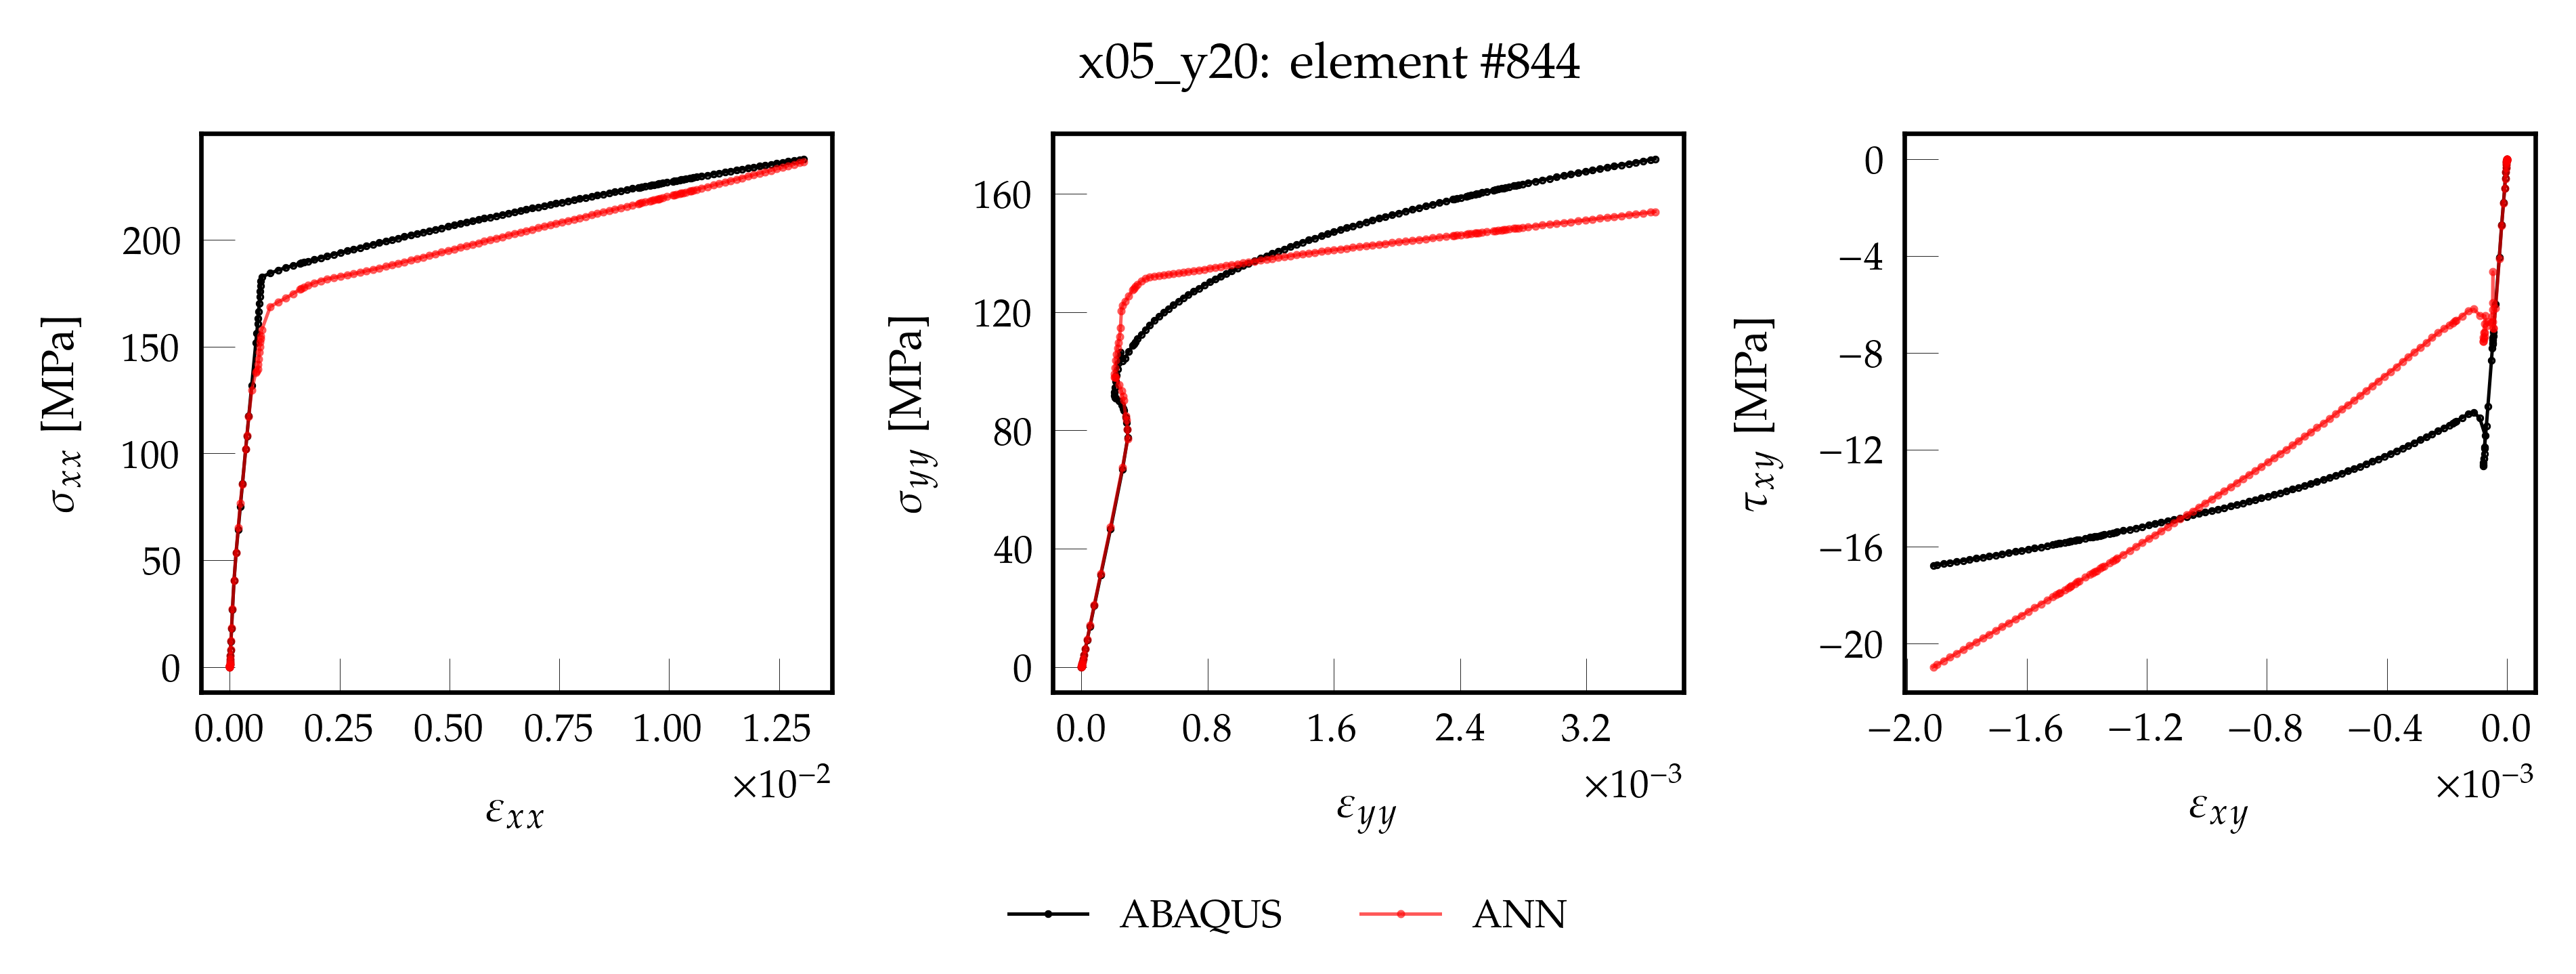 x05_y20: element #844
σxx [MPa]
200
150
100
50
0
0.00 0.25 0.50 0.75 1.00 1.25
×10⁻²
εxx
σyy [MPa]
160
120
80
40
0
0.0 0.8 1.6 2.4 3.2
×10⁻³
εyy
τxy [MPa]
0
−4
−8
−12
−16
−20
−2.0 −1.6 −1.2 −0.8 −0.4 0.0
×10⁻³
εxy
ABAQUS ANN